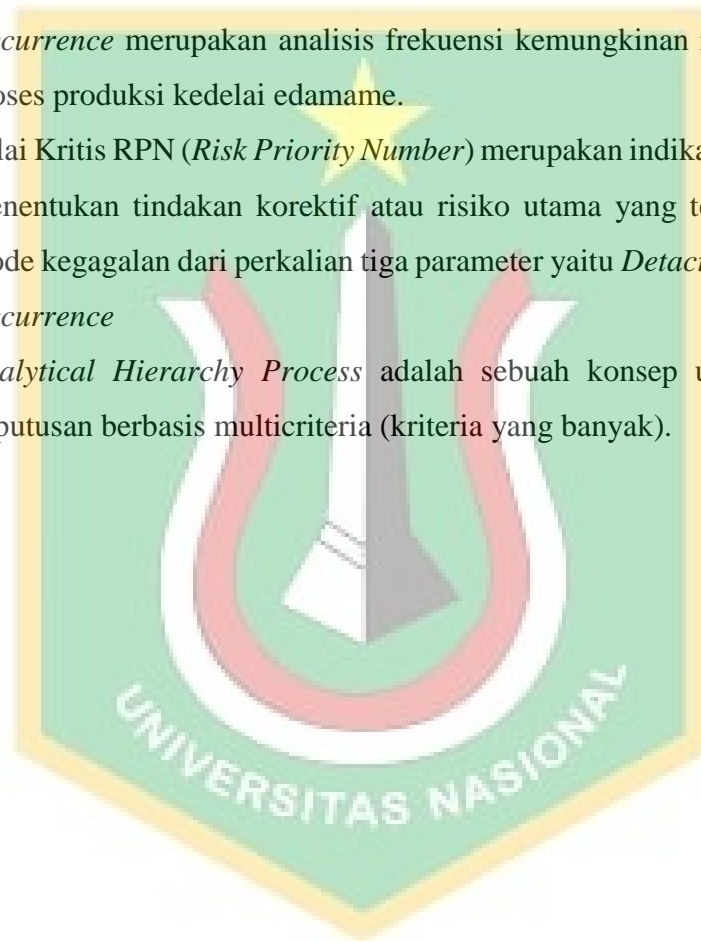 currence merupakan analisis frekuensi kemungkinan
oses produksi kedelai edamame.
lai Kritis RPN (Risk Priority Number) merupakan indika
enentukan tindakan korektif atau risiko utama yang te
ode kegagalan dari perkalian tiga parameter yaitu Detac
currence
alytical Hierarchy Process adalah sebuah konsep u
putusan berbasis multicriteria (kriteria yang banyak).
UNIVERSITAS NASIONAL